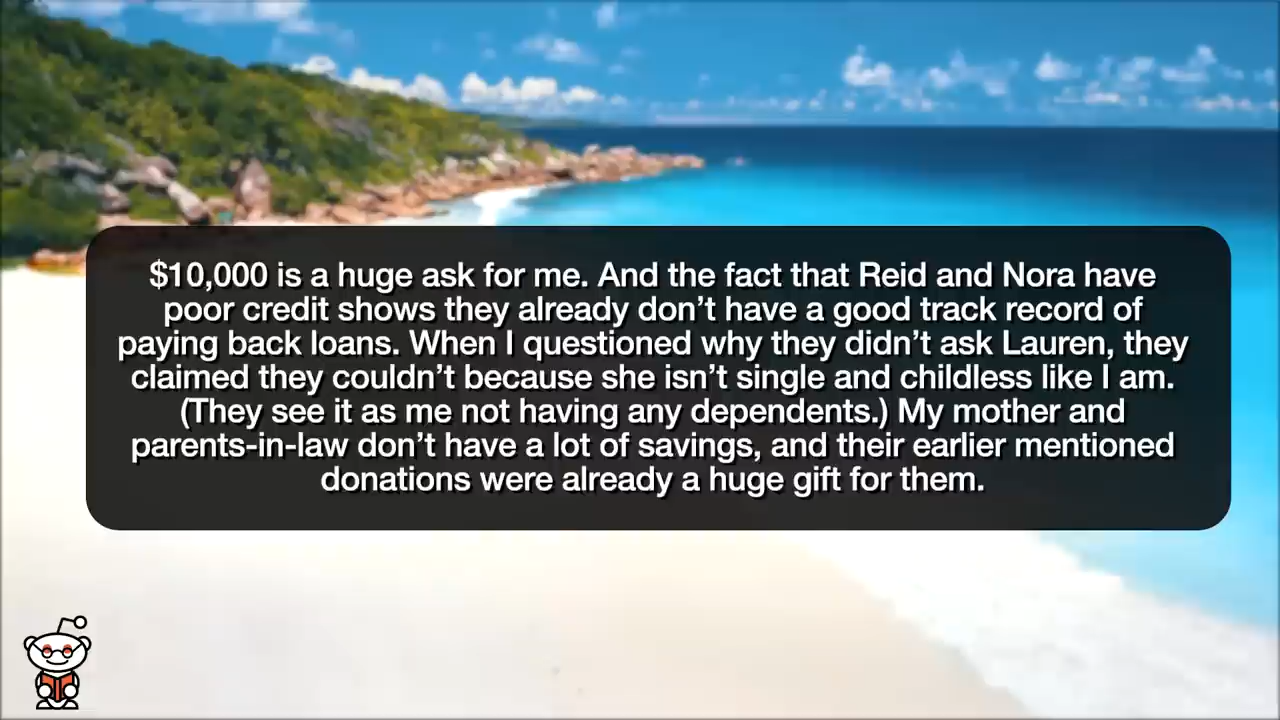 $10,000 is a huge ask for me. And the fact that Reid and Nora have
poor credit shows they already don’t have a good track record of
paying back loans. When I questioned why they didn’t ask Lauren, they
claimed they couldn’t because she isn’t single and childless like I am.
(They see it as me not having any dependents.) My mother and
parents-in-law don’t have a lot of savings, and their earlier mentioned
donations were already a huge gift for them.